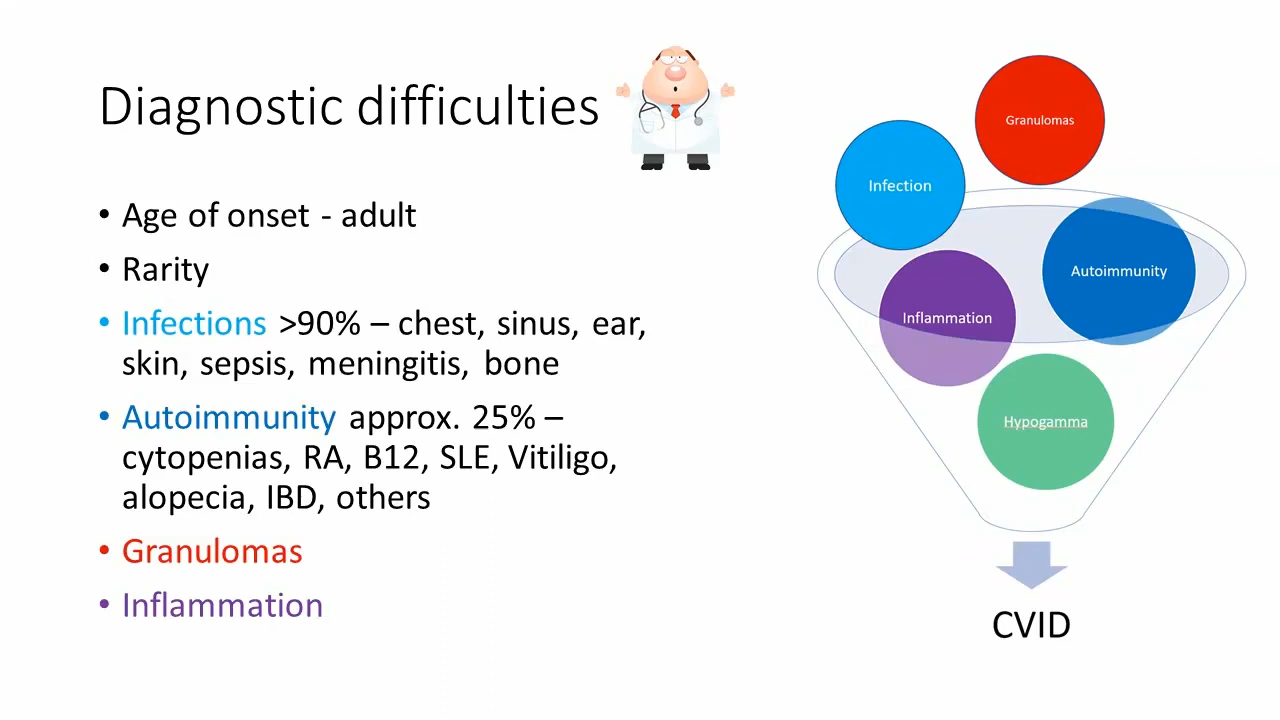 Diagnostic difficulties
• Age of onset - adult
• Rarity
• Infections >90% – chest, sinus, ear,
skin, sepsis, meningitis, bone
• Autoimmunity approx. 25% –
cytopenias, RA, B12, SLE, Vitiligo,
alopecia, IBD, others
• Granulomas
• Inflammation
Granulomas
Infection
Autoimmunity
Inflammation
Hypogamma
CVID